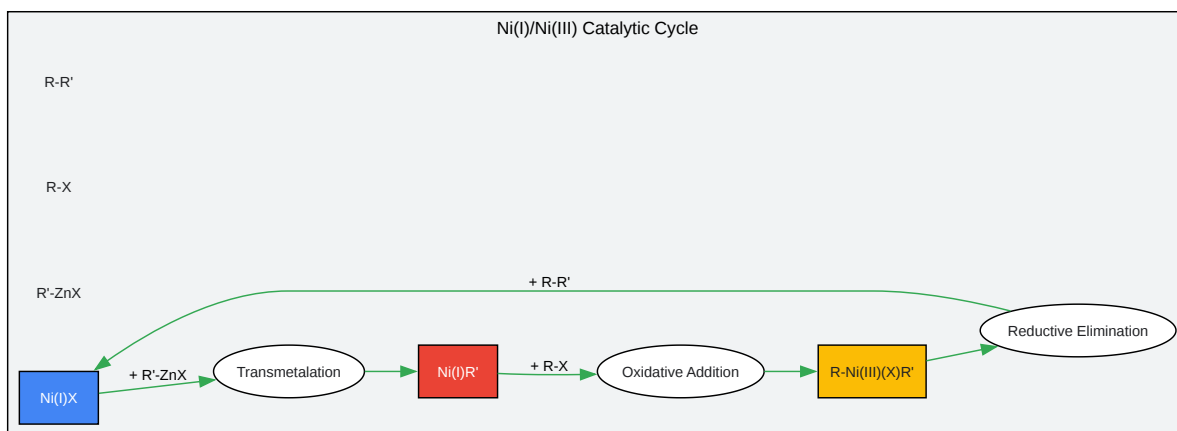 Ni(I)/Ni(III) Catalytic Cycle
R-R'
R-X
R'-ZnX
+ R-R'
Reductive Elimination
Ni(I)X
+ R'-ZnX
Transmetalation
Ni(I)R'
+ R-X
Oxidative Addition
R-Ni(III)(X)R'